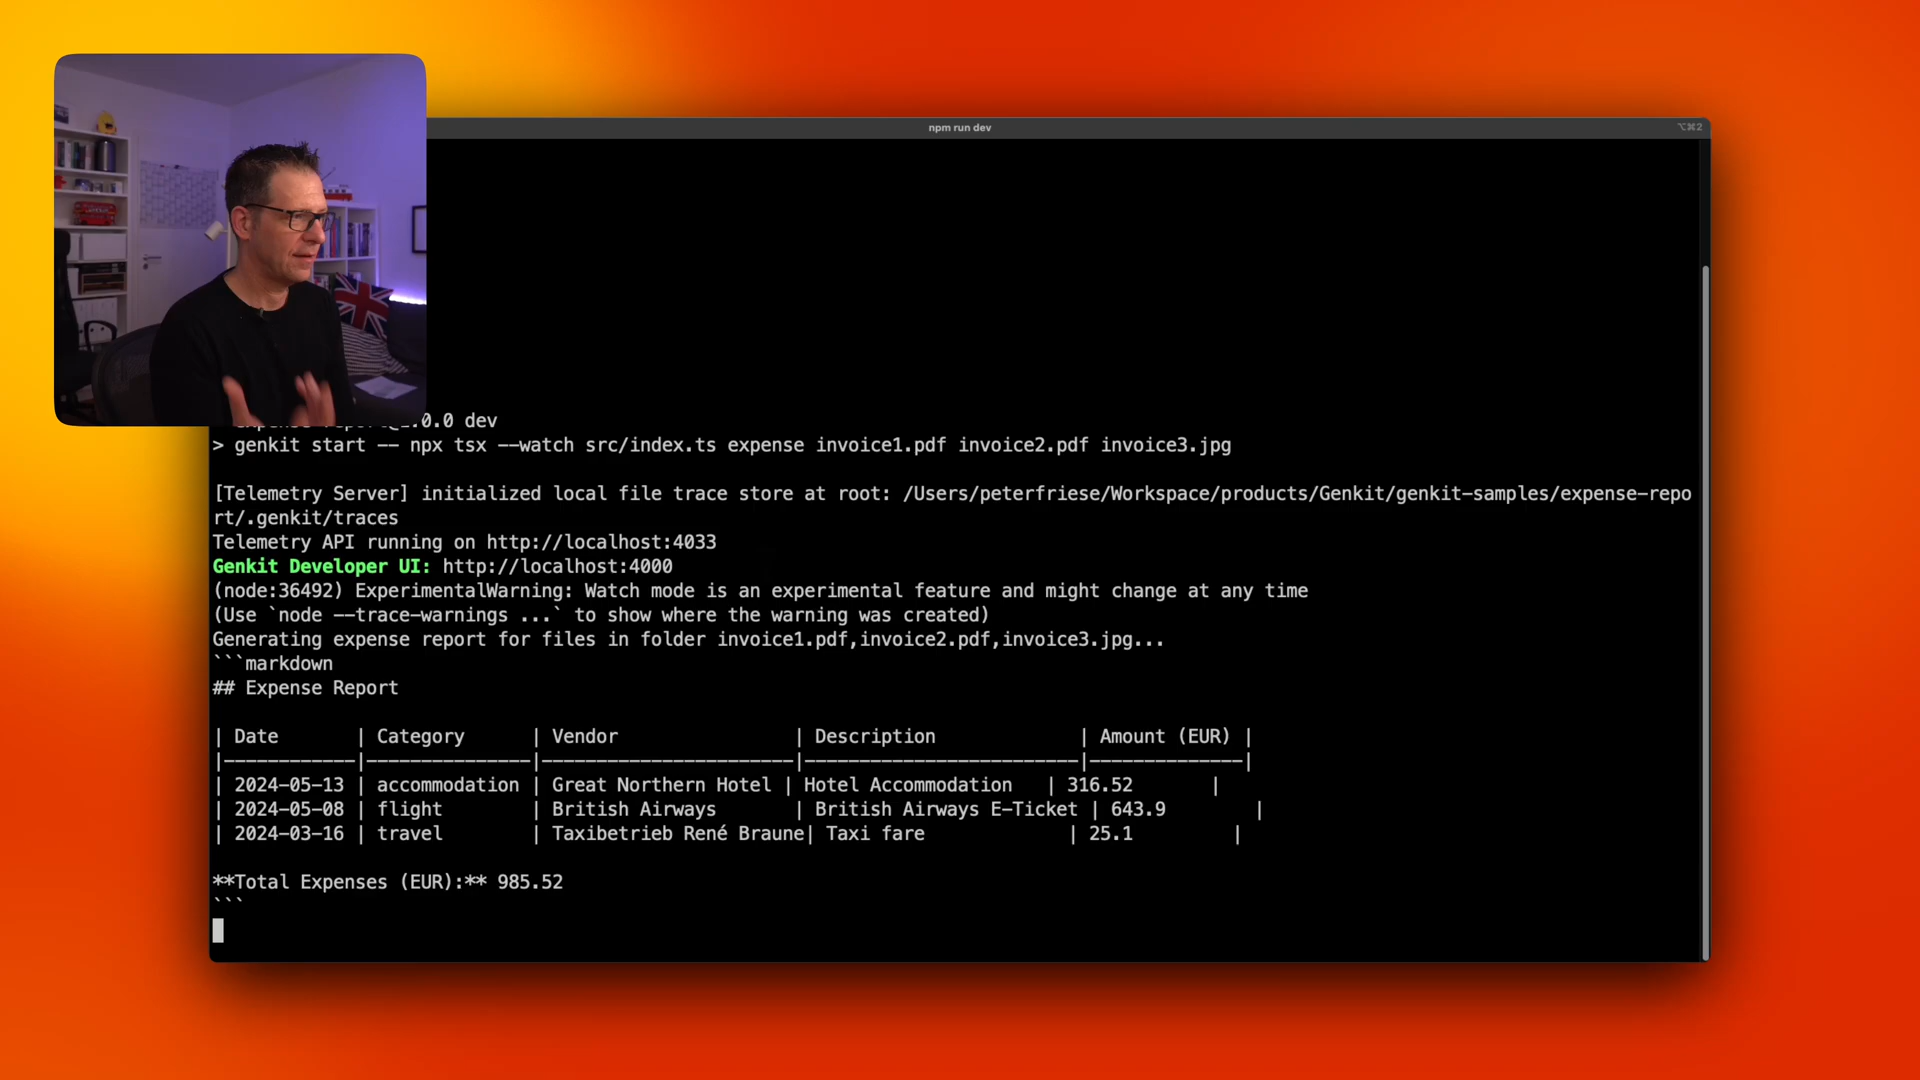 npm run dev
⌥⌘2
.0.0 dev
> genkit start -- npx tsx --watch src/index.ts expense invoice1.pdf invoice2.pdf invoice3.jpg
[Telemetry Server] initialized local file trace store at root: /Users/peterfriese/Workspace/products/Genkit/genkit-samples/expense-repo
rt/.genkit/traces
Telemetry API running on http://localhost:4033
Genkit Developer UI: http://localhost:4000
(node:36492) ExperimentalWarning: Watch mode is an experimental feature and might change at any time
(Use `node --trace-warnings ...` to show where the warning was created)
Generating expense report for files in folder invoice1.pdf,invoice2.pdf,invoice3.jpg...
```markdown
## Expense Report
| Date | Category | Vendor | Description | Amount (EUR) |
|------------|---------------|-----------------------|-------------------------|--------------|
| 2024-05-13 | accommodation | Great Northern Hotel | Hotel Accommodation | 316.52 |
| 2024-05-08 | flight | British Airways | British Airways E-Ticket | 643.9 |
| 2024-03-16 | travel | Taxibetrieb René Braune| Taxi fare | 25.1 |
**Total Expenses (EUR):** 985.52
```